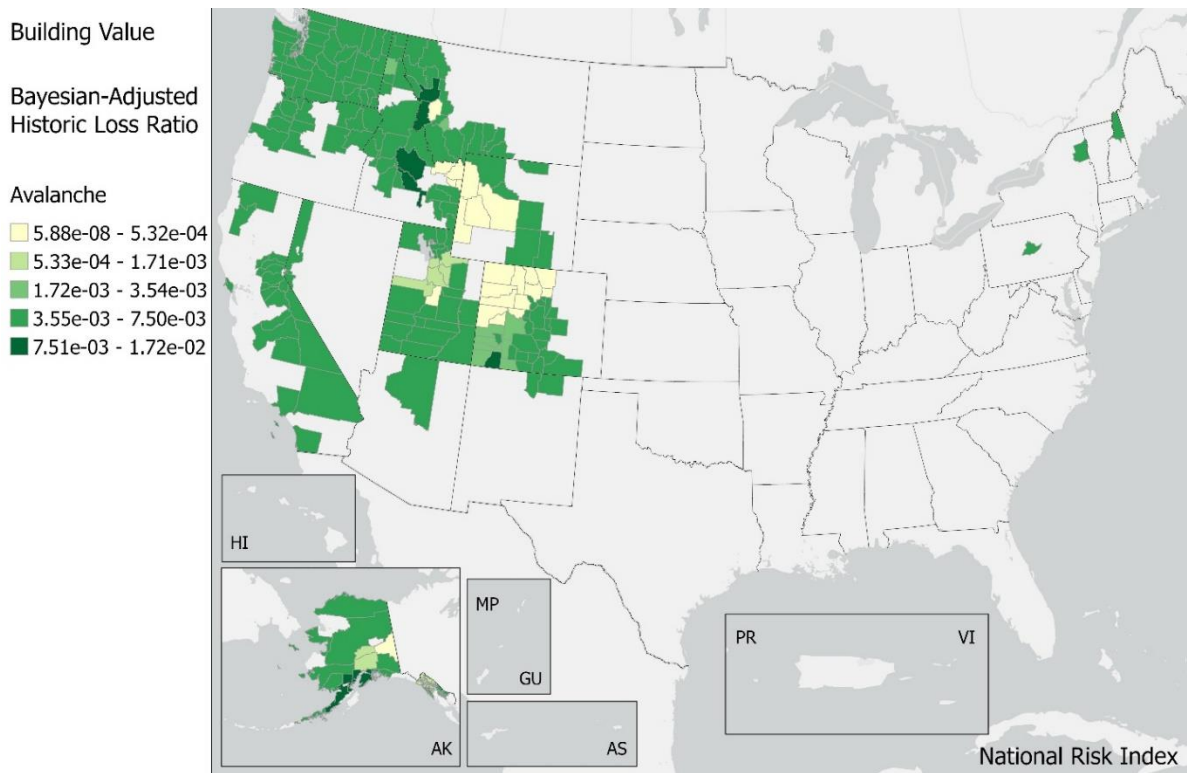 Building Value
Bayesian-Adjusted
Historic Loss Ratio
Avalanche
5.88e-08 - 5.32e-04
5.33e-04 - 1.71e-03
1.72e-03 - 3.54e-03
3.55e-03 - 7.50e-03
7.51e-03 - 1.72e-02
HI
AK
MP
GU
AS
PR
VI
National Risk Index